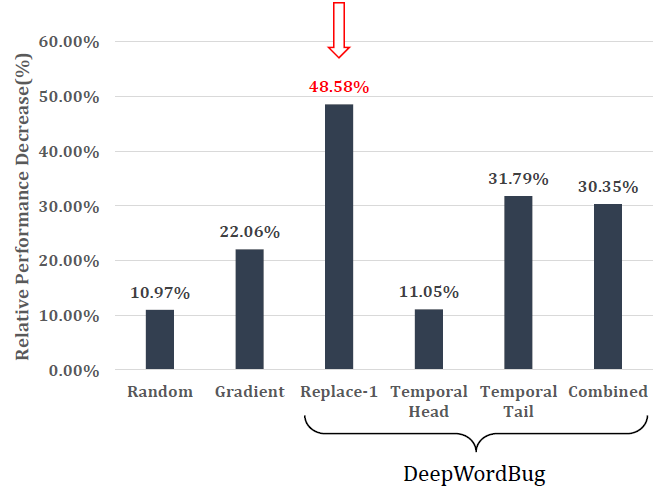 Relative Performance Decrease(%)
60.00%
50.00%
40.00%
30.00%
20.00%
10.00%
0.00%
10.97%
22.06%
48.58%
11.05%
31.79%
30.35%
Random
Gradient
Replace-1
Temporal
Head
Temporal
Tail
Combined
DeepWordBug